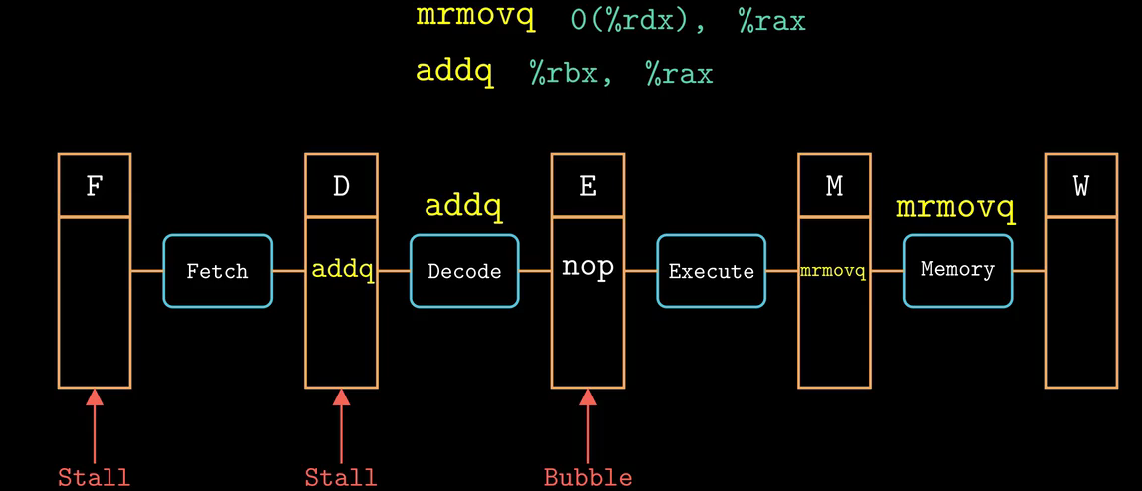 mrmovq 0(%rdx), %rax
addq %rbx, %rax
F
D
E
M
W
addq
mrmovq
Fetch
addq
Decode
nop
Execute
mrmovq
Memory
Stall
Stall
Bubble